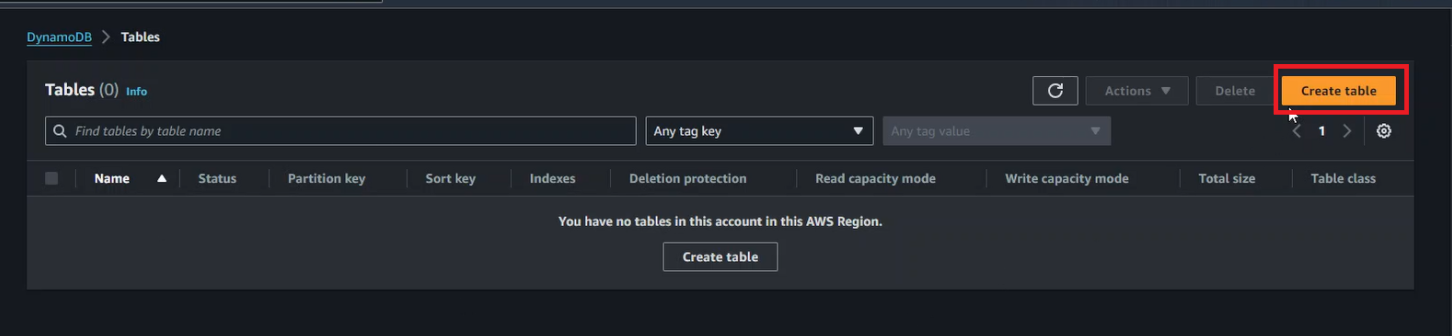 DynamoDB > Tables
Tables (0) Info
Actions Delete Create table
Find tables by table name Any tag key Any tag value 1
Name Status Partition key Sort key Indexes Deletion protection Read capacity mode Write capacity mode Total size Table class
You have no tables in this account in this AWS Region.
Create table